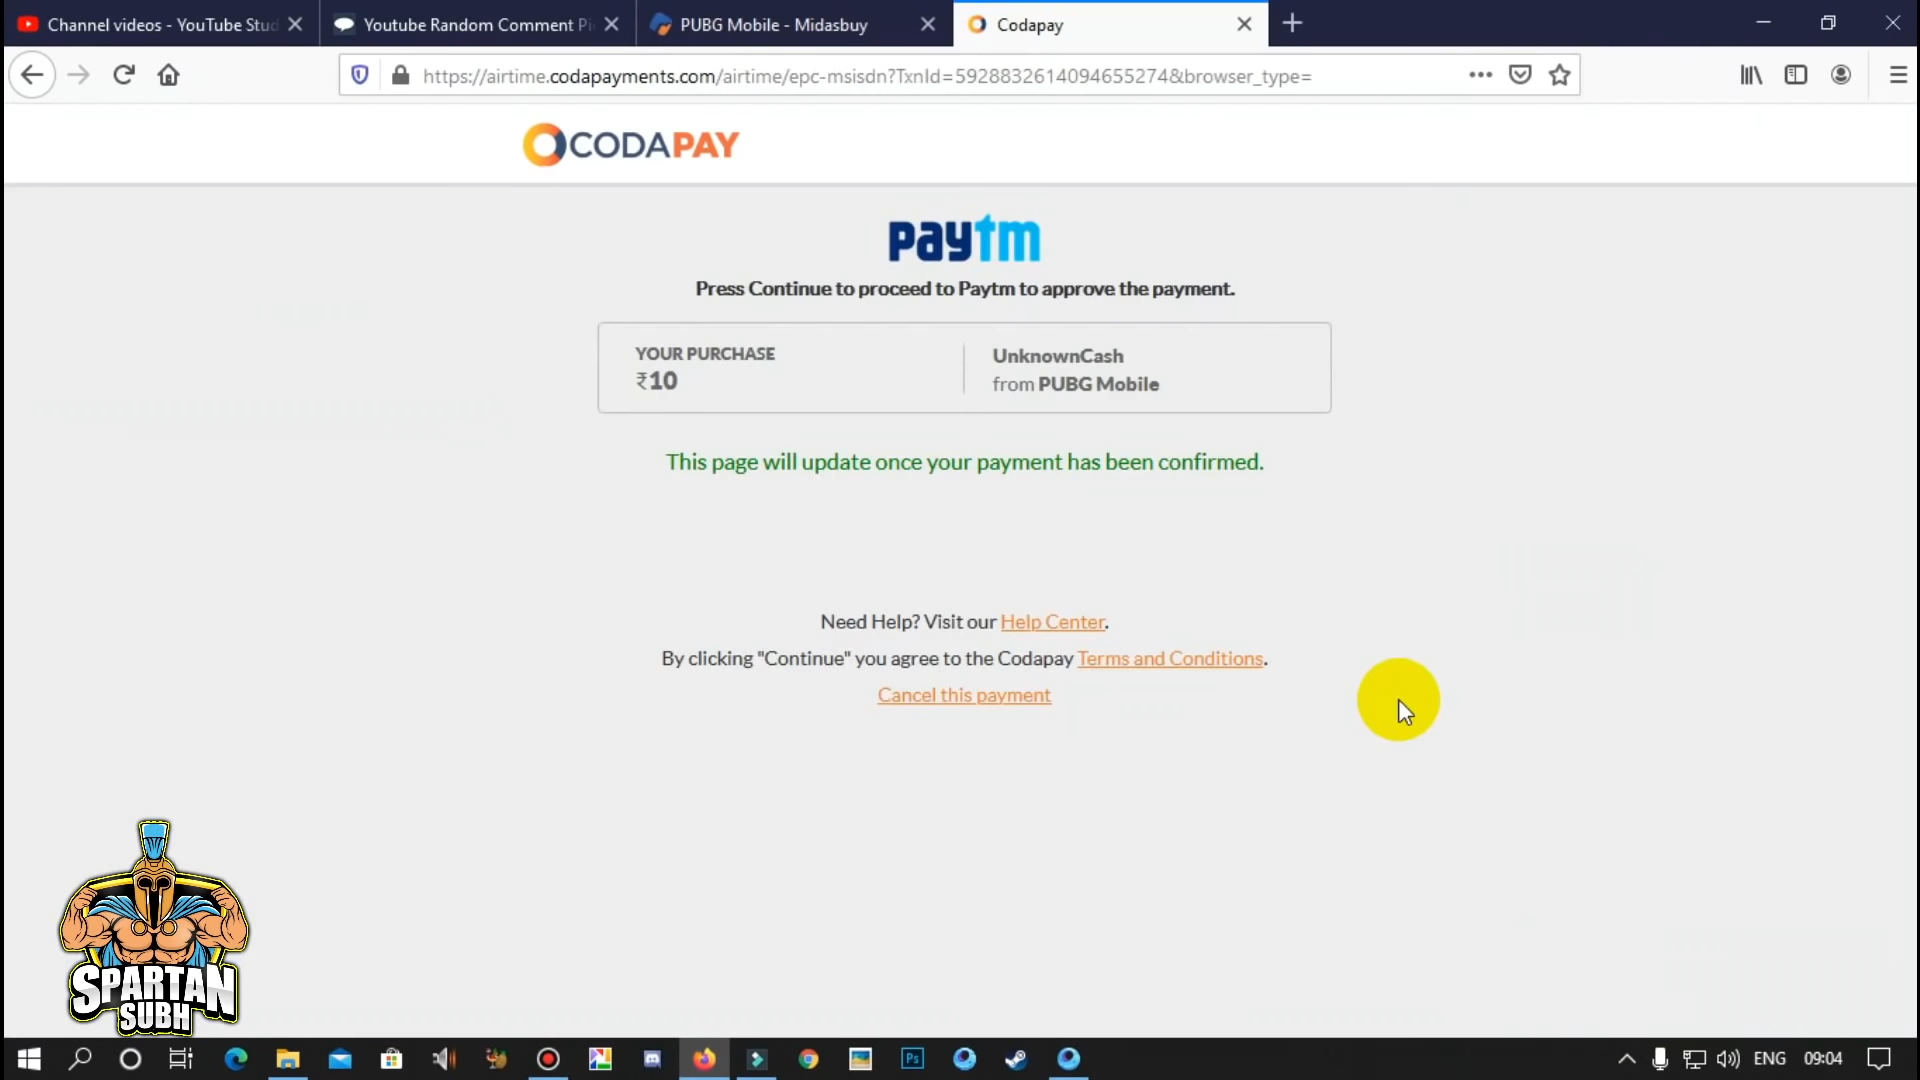 Channel videos - YouTube Stud
Youtube Random Comment Pi
PUBG Mobile - Midasbuy
Codapay
https://airtime.codapayments.com/airtime/epc-msisdn?TxnId=5928832614094655274&browser_type=
CODAPAY
paytm
Press Continue to proceed to Paytm to approve the payment.
YOUR PURCHASE
₹10
UnknownCash
from PUBG Mobile
This page will update once your payment has been confirmed.
Need Help? Visit our Help Center.
By clicking "Continue" you agree to the Codapay Terms and Conditions.
Cancel this payment
SPARTAN
SUBH
Ps
ENG
09:04